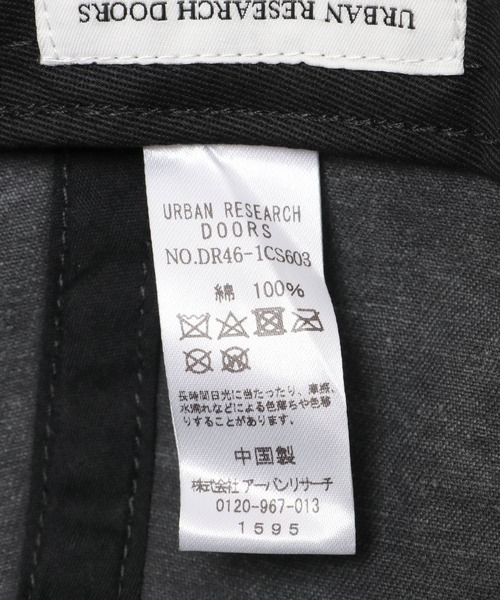 URBAN RESEARCH DOORS
URBAN RESEARCH
DOORS
NO.DR46-1CS603
綿 100%
長時間日光に当たったり、摩擦、
水濡れなどによる色落ちや色移
りすることがあります。
中国製
株式会社 アーバンリサーチ
0120-967-013
1595